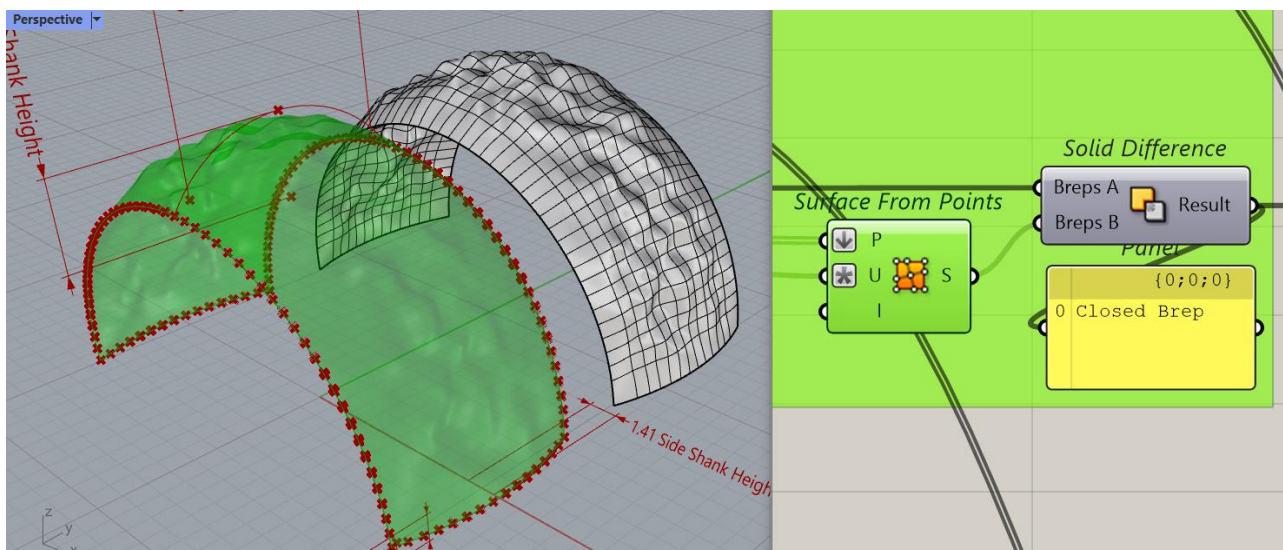 Perspective
Shank Height
1.41 Side Shank Heigh
z
y
x
Surface From Points
P
U
S
I
Solid Difference
Breps A
Breps B
Result
Panel
{0;0;0}
0 Closed Brep